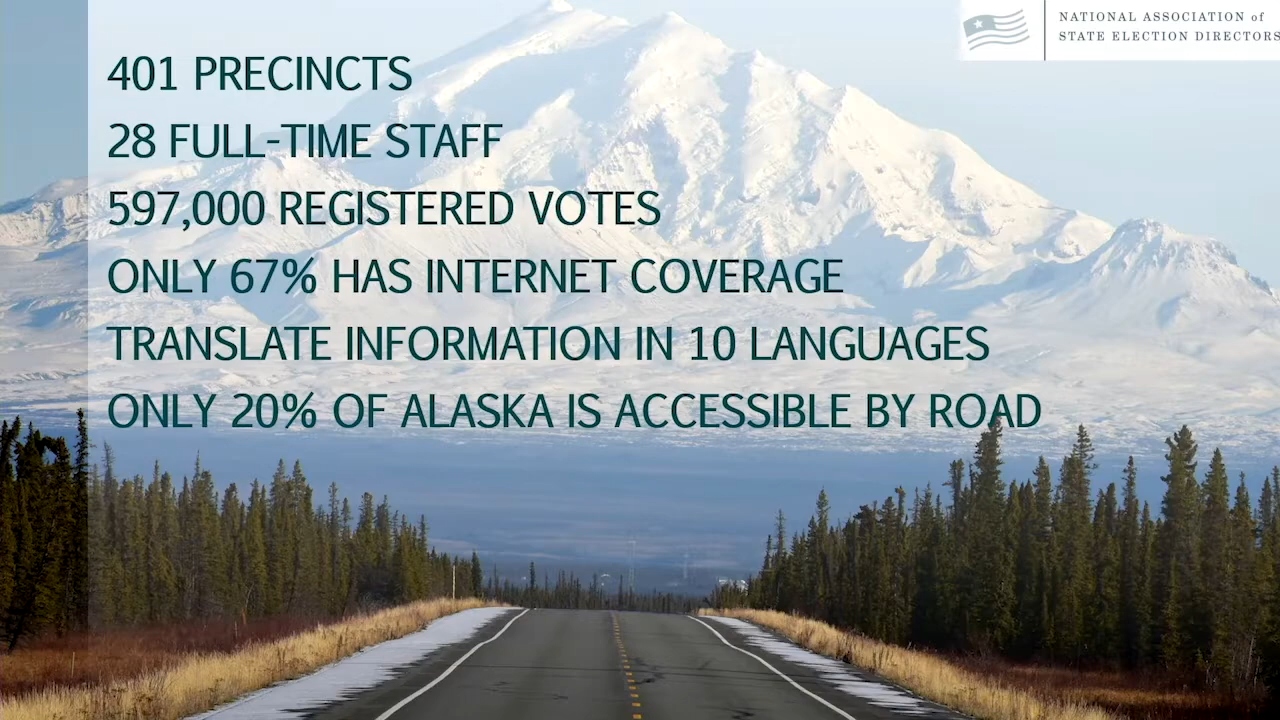 NATIONAL ASSOCIATION of
STATE ELECTION DIRECTORS
401 PRECINCTS
28 FULL-TIME STAFF
597,000 REGISTERED VOTES
ONLY 67% HAS INTERNET COVERAGE
TRANSLATE INFORMATION IN 10 LANGUAGES
ONLY 20% OF ALASKA IS ACCESSIBLE BY ROAD